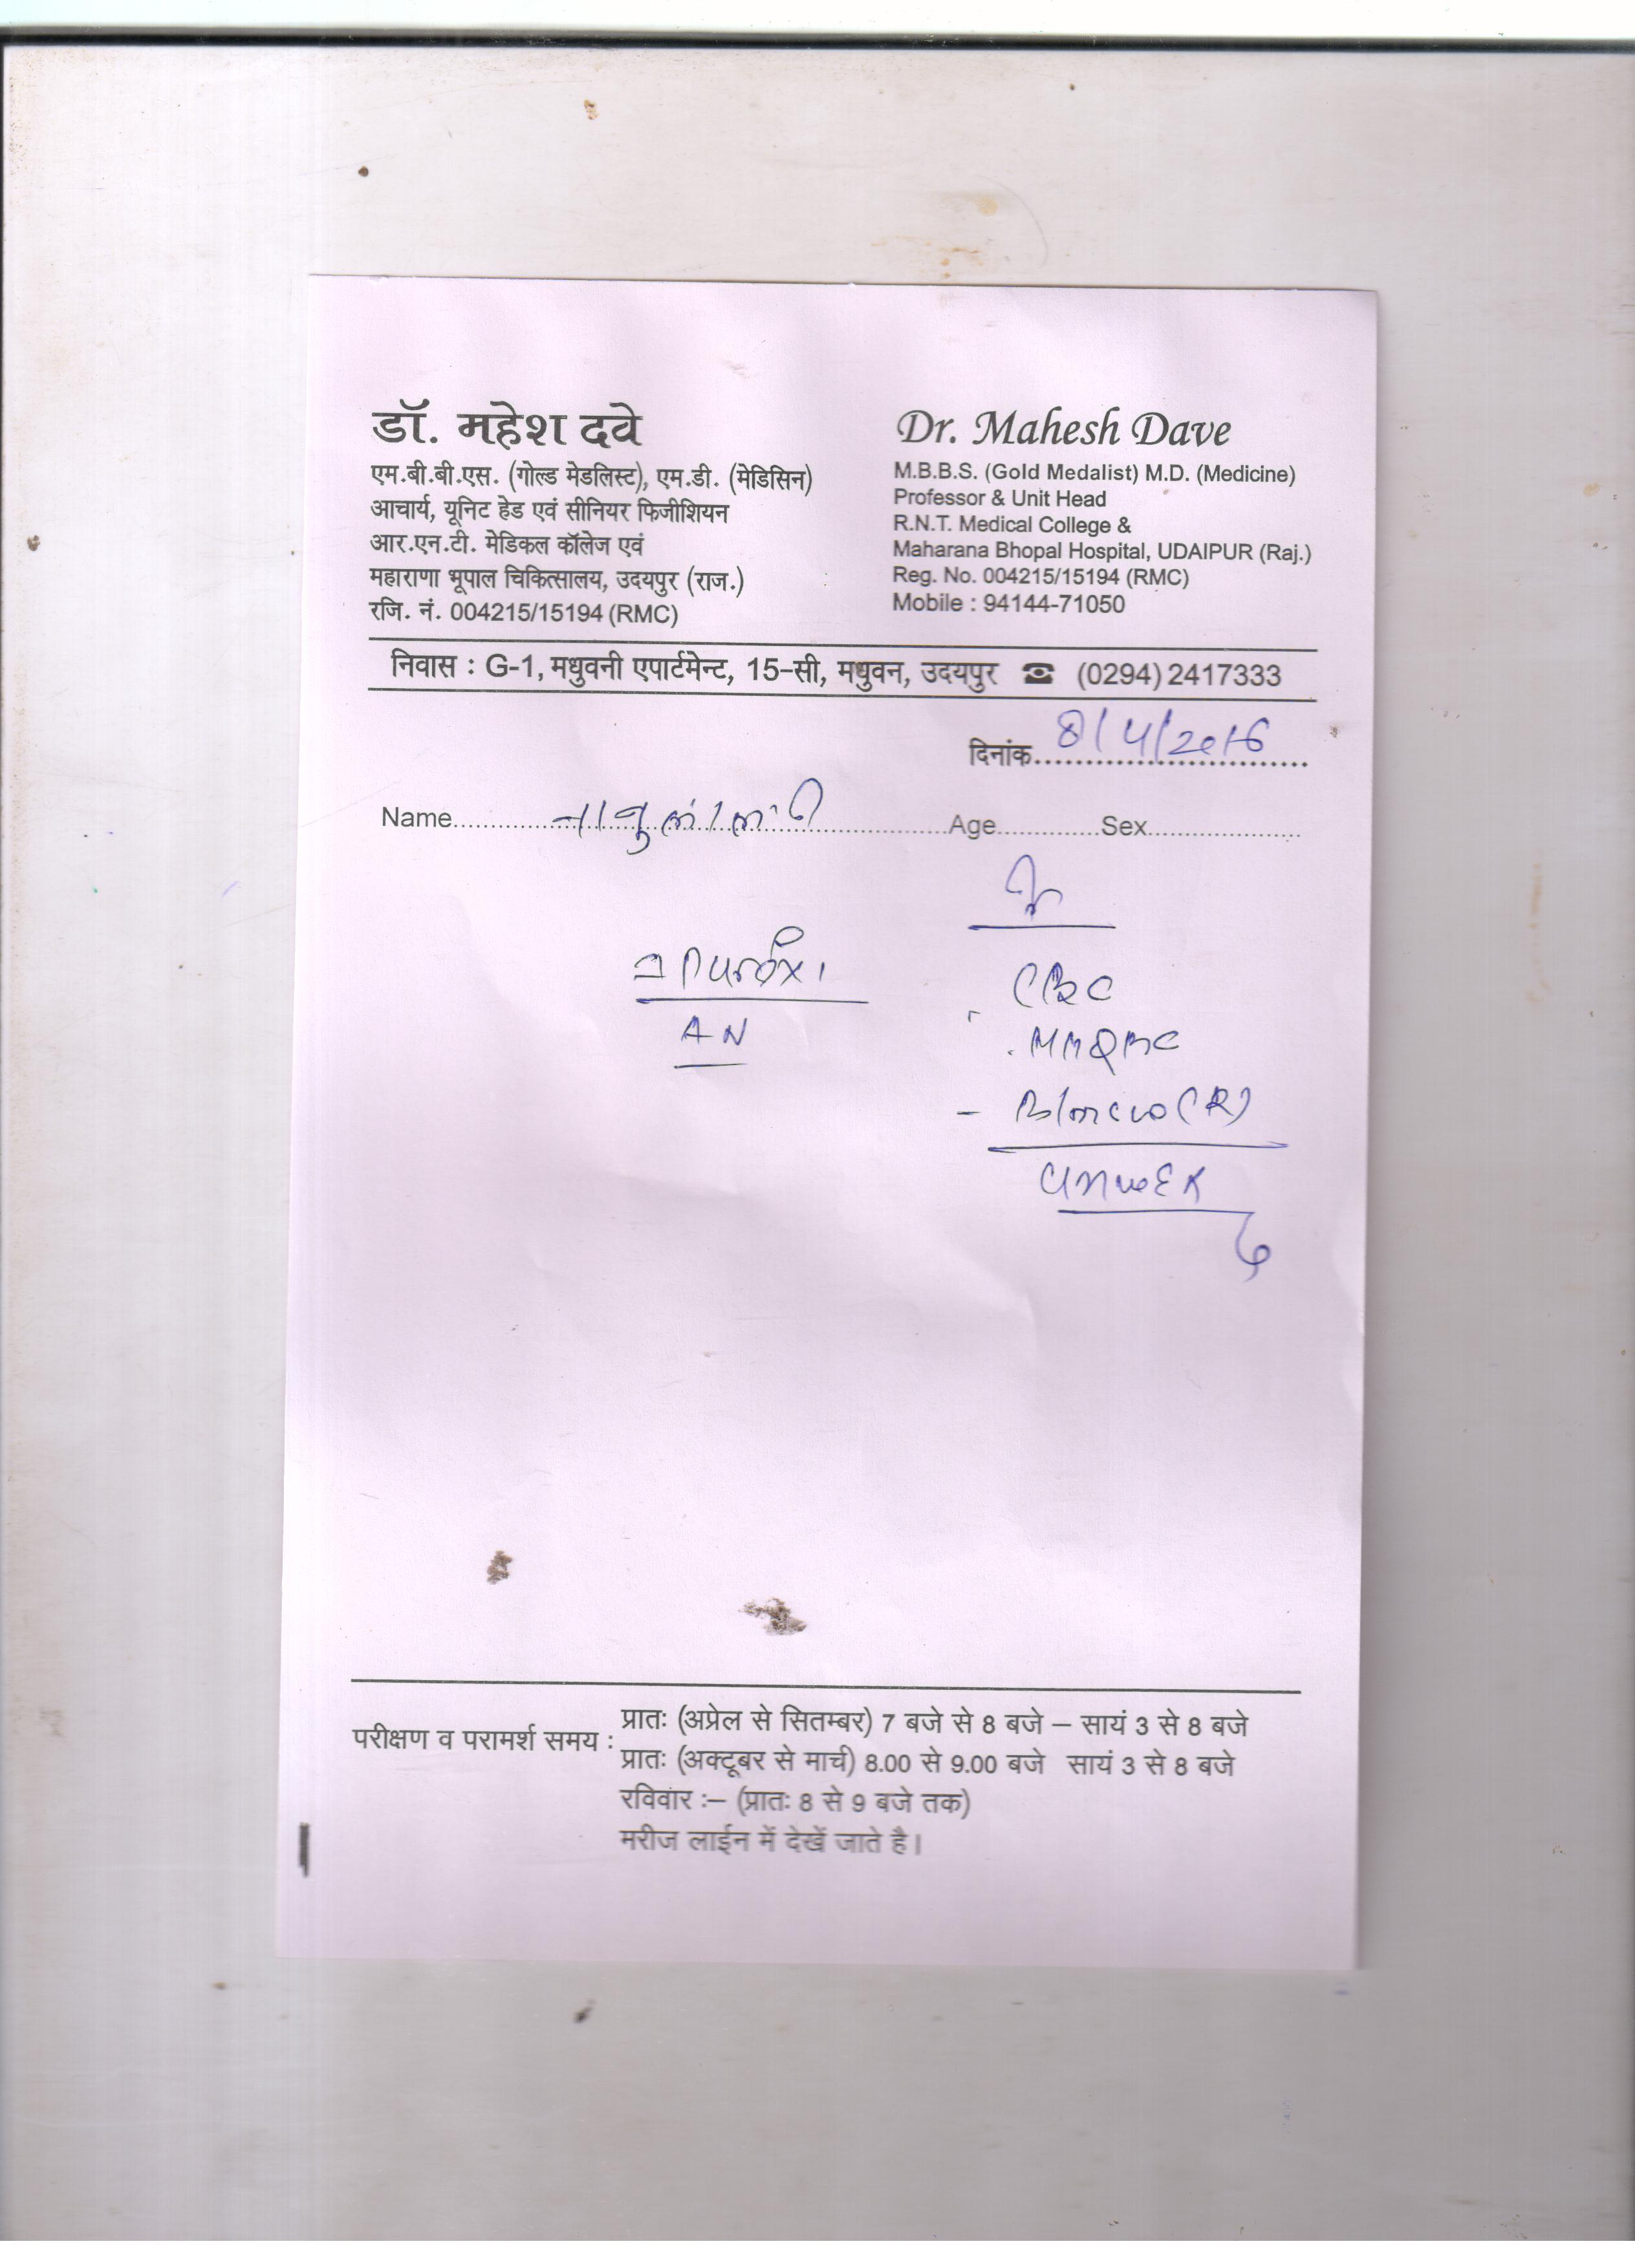 डॉ. महेश दवे
एम.बी.बी.एस. (गोल्ड मेडलिस्ट), एम.डी. (मेडिसिन)
आचार्य, यूनिट हेड एवं सीनियर फिजीशियन
आर.एन.टी. मेडिकल कॉलेज एवं
महाराणा भूपाल चिकित्सालय, उदयपुर (राज.)
रजि. नं. 004215/15194 (RMC)
Dr. Mahesh Dave
M.B.B.S. (Gold Medalist) M.D. (Medicine)
Professor & Unit Head
R.N.T. Medical College &
Maharana Bhopal Hospital, UDAIPUR (Raj.)
Reg. No. 004215/15194 (RMC)
Mobile : 94144-71050
निवास : G-1, मधुवनी एपार्टमेन्ट, 15-सी, मधुवन, उदयपुर ☎ (0294) 2417333
दिनांक 8/4/2016
Name Age Sex
CBC
AN
परीक्षण व परामर्श समय : प्रातः (अप्रेल से सितम्बर) 7 बजे से 8 बजे – सायं 3 से 8 बजे
प्रातः (अक्टूबर से मार्च) 8.00 से 9.00 बजे सायं 3 से 8 बजे
रविवार :– (प्रातः 8 से 9 बजे तक)
मरीज लाईन में देखें जाते है।